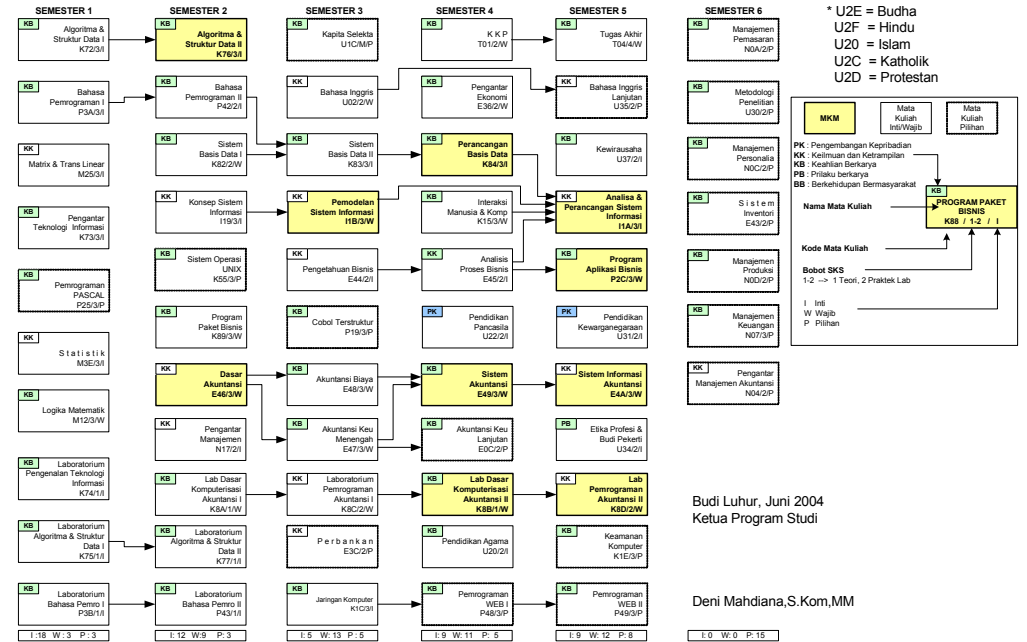 SEMESTER 1
KB
Algoritma &
Struktur Data I
K72/3/I
KB
Bahasa
Pemrograman I
P3A/3/I
KK
Matrix & Trans Linear
M25/3/I
KB
Pengantar
Teknologi Informasi
K73/3/I
KB
Pemrograman
PASCAL
P25/3/P
KK
S t a t i s t i k
M3E/3/I
KB
Logika Matematik
M12/3/W
KB
Laboratorium
Pengenalan Teknologi
Informasi
K74/1/I
KB
Laboratorium
Algoritma & Struktur
Data I
K75/1/I
KB
Laboratorium
Bahasa Pemro I
P3B/1/I
I :18 W : 3 P : 3
SEMESTER 2
KB
Algoritma &
Struktur Data II
K76/3/I
KB
Bahasa
Pemrograman II
P42/2/I
KB
Sistem
Basis Data I
K82/2/W
KK
Konsep Sistem
Informasi
I19/3/I
KB
Sistem Operasi
UNIX
K55/3/P
KB
Program
Paket Bisnis
K89/3/W
KK
Dasar
Akuntansi
E46/3/W
KK
Pengantar
Manajemen
N17/2/I
KB
Lab Dasar
Komputerisasi
Akuntansi I
K8A/1/W
KB
Laboratorium
Algoritma & Struktur
Data II
K77/1/I
KB
Laboratorium
Bahasa Pemro II
P43/1/I
I: 12 W:9 P: 3
SEMESTER 3
KB
Kapita Selekta
U1C/M/P
KK
Bahasa Inggris
U02/2/W
KB
Sistem
Basis Data II
K83/3/I
KB
Pemodelan
Sistem Informasi
I1B/3/W
KK
Pengetahuan Bisnis
E44/2/I
KB
Cobol Terstruktur
P19/3/P
KB
Akuntansi Biaya
E48/3/W
KB
Akuntansi Keu
Menengah
E47/3/W
KK
Laboratorium
Pemrograman
Akuntansi I
K8C/2/W
KK
P e r b a n k a n
E3C/2/P
KB
Jaringan Komputer
K1C/3/I
I: 5 W: 13 P : 5
SEMESTER 4
KB
K K P
T01/2/W
KB
Pengantar
Ekonomi
E36/2/W
KB
Perancangan
Basis Data
K84/3/I
KB
Interaksi
Manusia & Komp
K15/3/W
KK
Analisis
Proses Bisnis
E45/2/I
PK
Pendidikan
Pancasila
U22/2/I
KB
Sistem
Akuntansi
E49/3/W
KB
Akuntansi Keu
Lanjutan
E0C/2/P
KB
Lab Dasar
Komputerisasi
Akuntansi II
K8B/1/W
KB
Pendidikan Agama
U20/2/I
KB
Pemrograman
WEB I
P48/3/P
I: 9 W: 11 P: 5
SEMESTER 5
KB
Tugas Akhir
T04/4/W
KK
Bahasa Inggris
Lanjutan
U35/2/P
KB
Kewirausaha
U37/2/I
KK
Analisa &
Perancangan Sistem
Informasi
I1A/3/I
KB
Program
Aplikasi Bisnis
P2C/3/W
PK
Pendidikan
Kewarganegaraan
U31/2/I
KK
Sistem Informasi
Akuntansi
E4A/3/W
PB
Etika Profesi &
Budi Pekerti
U34/2/I
KK
Lab
Pemrograman
Akuntansi II
K8D/2/W
KB
Keamanan
Komputer
K1E/3/P
KB
Pemrograman
WEB II
P49/3/P
I: 9 W: 12 P: 8
SEMESTER 6
KB
Manajemen
Pemasaran
N0A/2/P
KB
Metodologi
Penelitian
U30/2/P
KB
Manajemen
Personalia
N0C/2/P
KB
S i s t e m
Inventori
E43/2/P
KB
Manajemen
Produksi
N0D/2/P
KB
Manajemen
Keuangan
N07/3/P
KK
Pengantar
Manajemen Akuntansi
N04/2/P
I: 0 W: 0 P: 15
* U2E = Budha
U2F = Hindu
U20 = Islam
U2C = Katholik
U2D = Protestan
MKM
Mata
Kuliah
Inti/Wajib
Mata
Kuliah
Pilihan
PK : Pengembangan Kepribadian
KK : Keilmuan dan Ketrampilan
KB : Keahlian Berkarya
PB : Prilaku berkarya
BB : Berkehidupan Bermasyarakat
KB
PROGRAM PAKET
BISNIS
K88 / 1-2 / I
Nama Mata Kuliah
Kode Mata Kuliah
Bobot SKS
1-2 --> 1 Teori, 2 Praktek Lab
I Inti
W Wajib
P Pilihan
Budi Luhur, Juni 2004
Ketua Program Studi
Deni Mahdiana,S.Kom,MM